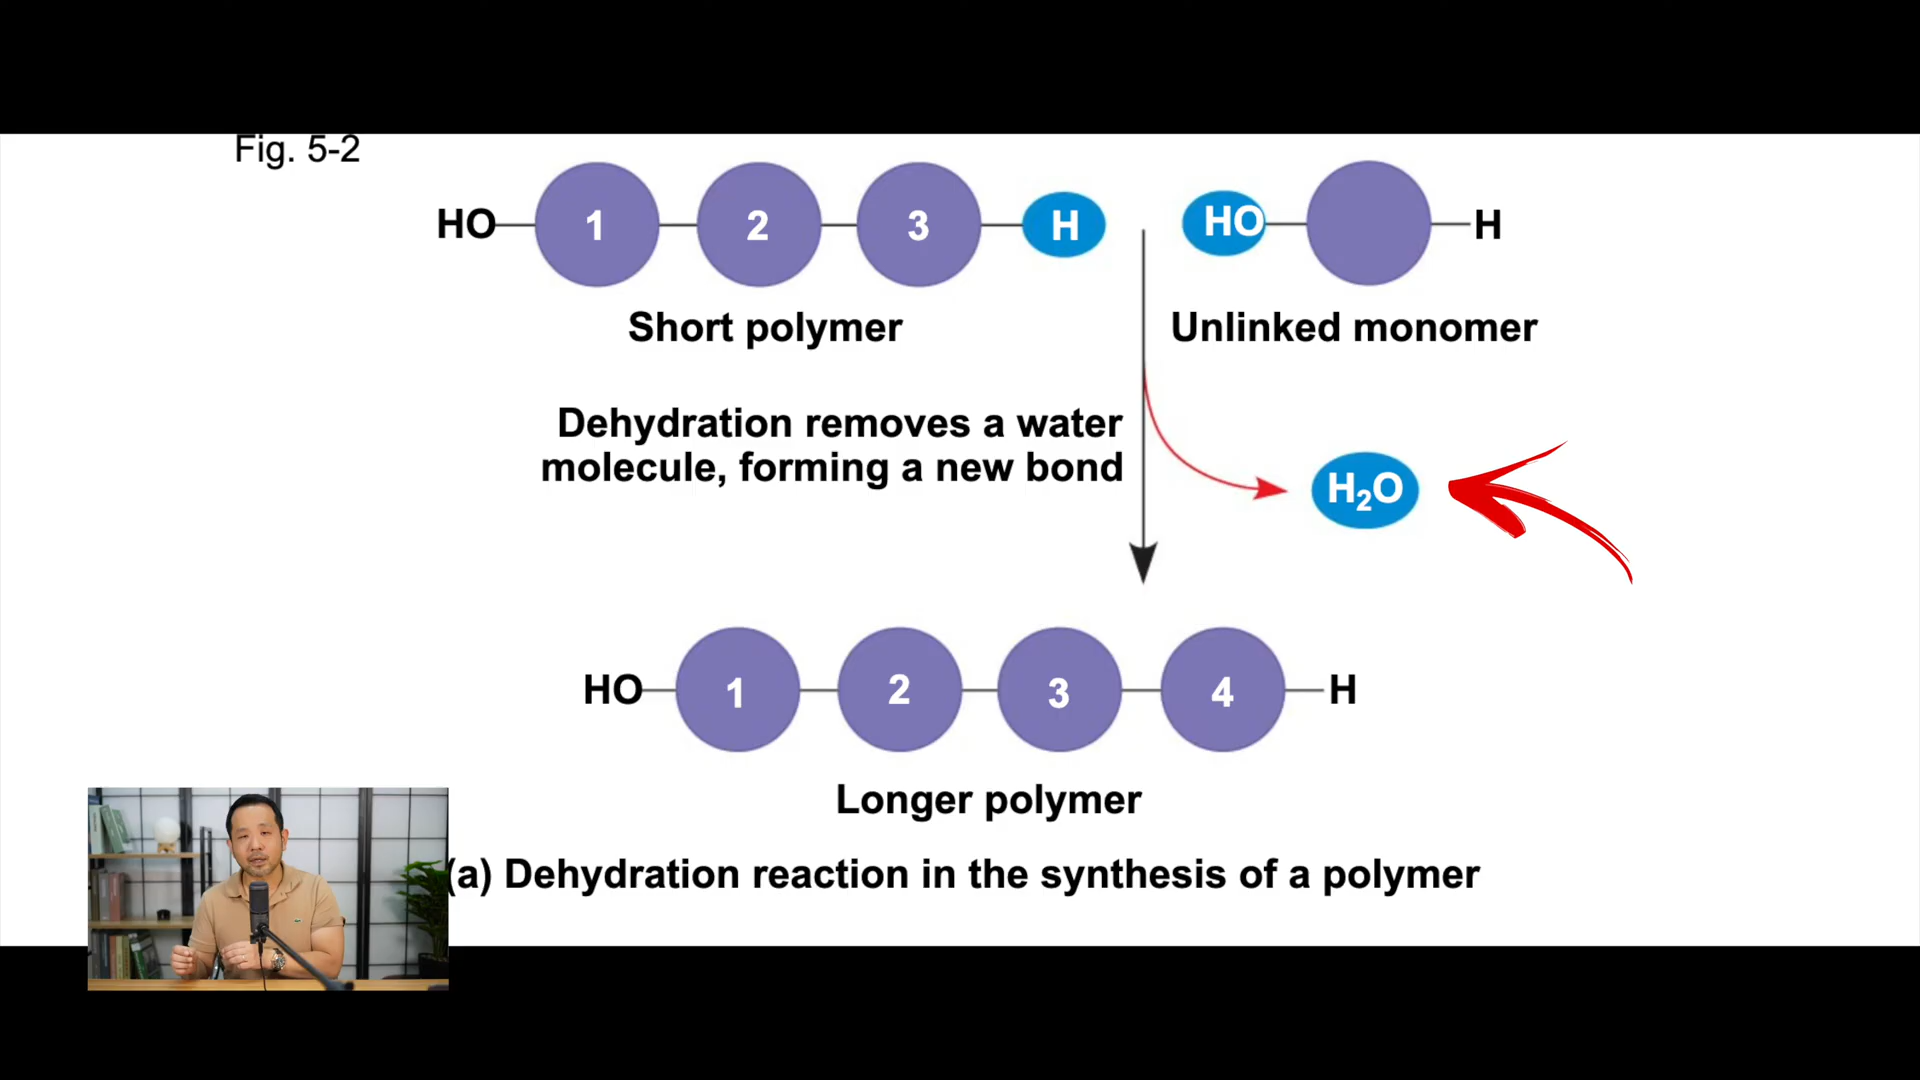 Fig. 5-2
HO 1 2 3 H HO H
Short polymer Unlinked monomer
Dehydration removes a water
molecule, forming a new bond
H₂O
HO 1 2 3 4 H
Longer polymer
(a) Dehydration reaction in the synthesis of a polymer